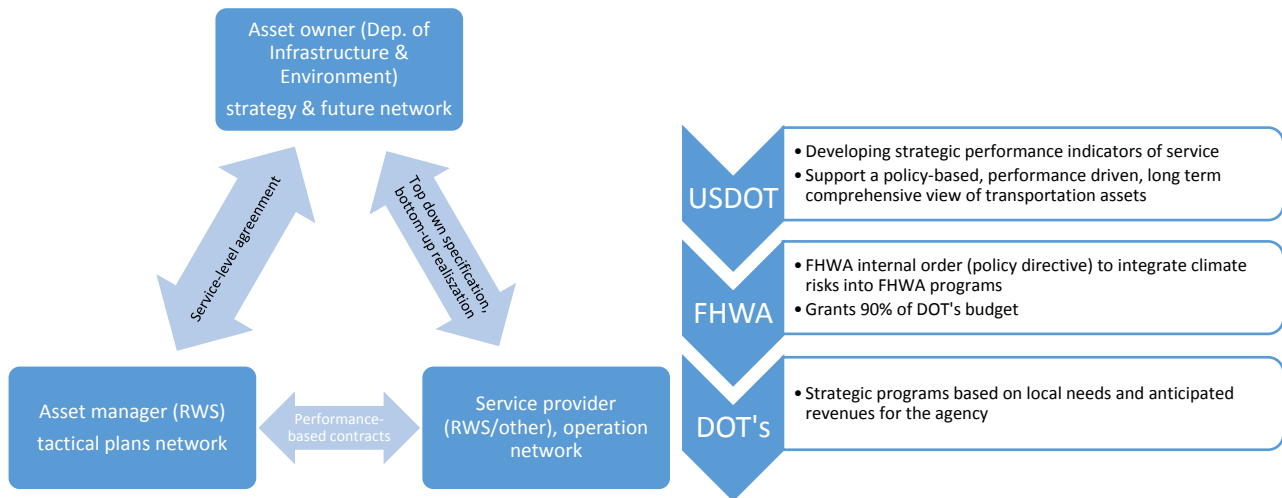 Asset owner (Dep. of
Infrastructure &
Environment)
strategy & future network
Service-level agreenment
Top down specification,
bottom-up realiszation
Asset manager (RWS)
tactical plans network
Performance-
based contracts
Service provider
(RWS/other), operation
network
USDOT
• Developing strategic performance indicators of service
• Support a policy-based, performance driven, long term
comprehensive view of transportation assets
FHWA
• FHWA internal order (policy directive) to integrate climate
risks into FHWA programs
• Grants 90% of DOT's budget
DOT's
• Strategic programs based on local needs and anticipated
revenues for the agency